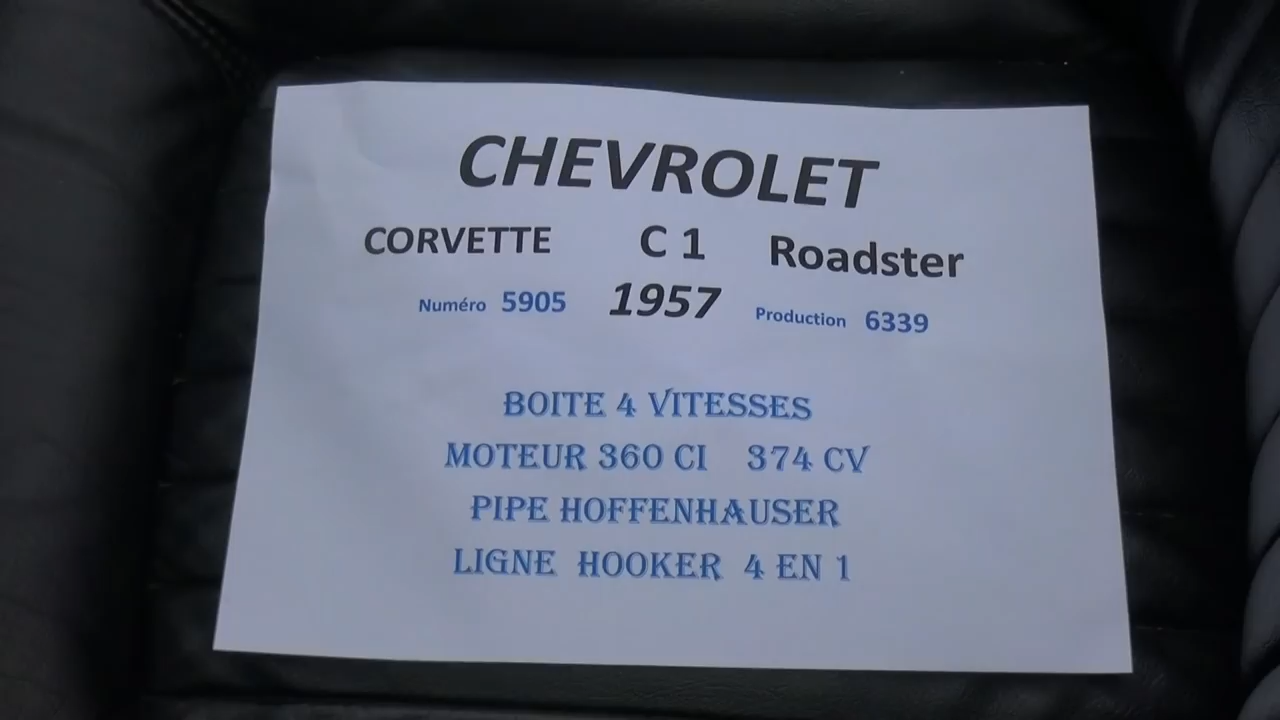 CHEVROLET
CORVETTE C 1 Roadster
Numéro 5905 1957 Production 6339
BOITE 4 VITESSES
MOTEUR 360 CI 374 CV
PIPE HOFFENHAUSER
LIGNE HOOKER 4 EN 1